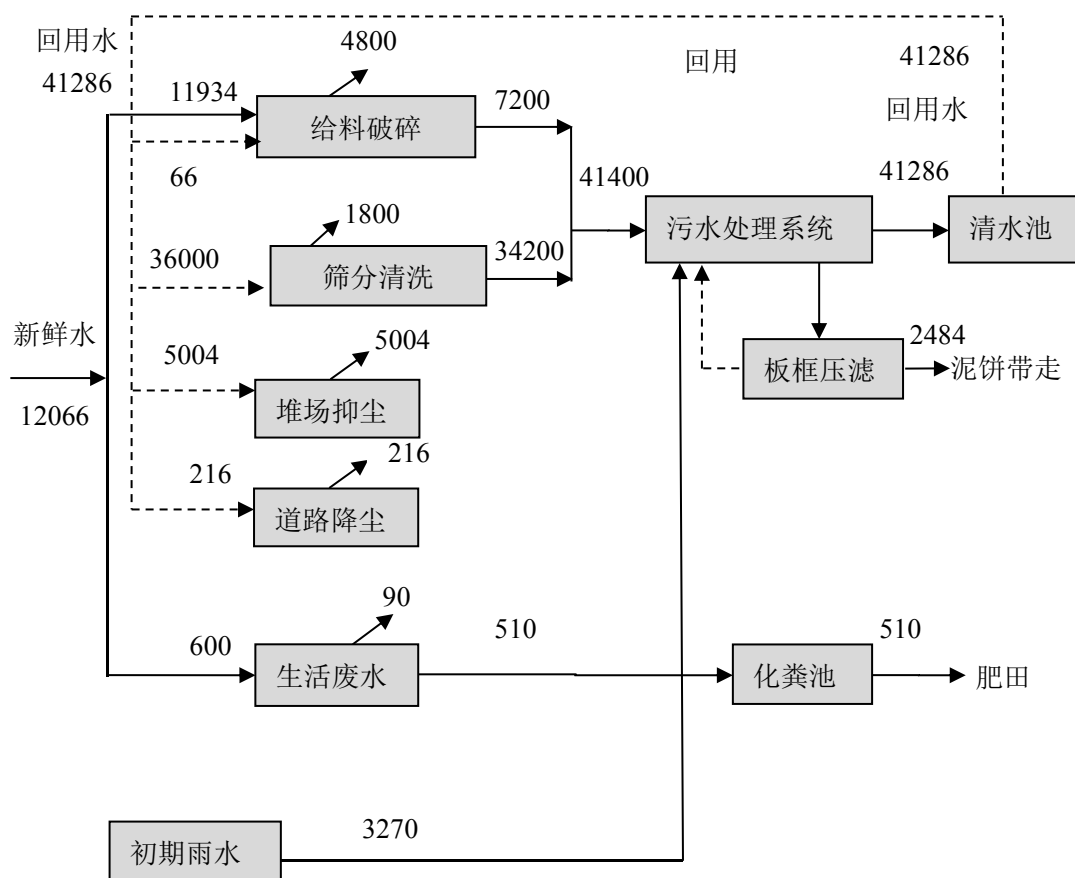 回用水
41286
4800
回用
41286
回用水
11934
给料破碎
7200
66
41400
污水处理系统
41286
清水池
1800
36000
筛分清洗
34200
新鲜水
12066
5004
5004
堆场抑尘
板框压滤
2484
泥饼带走
216
216
道路降尘
90
600
生活废水
510
化粪池
510
肥田
初期雨水
3270